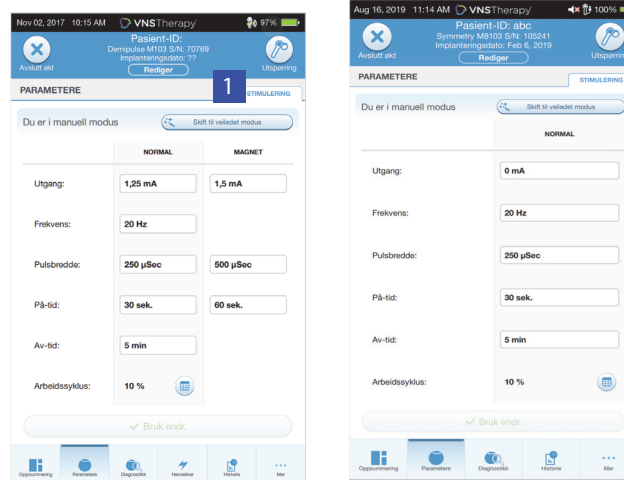 Nov 02, 2017 10:15 AM VNSTherapy 97%
Pasient-ID:
Demipulse M103 S/N: 70769
Implanteringsdato: ??
Rediger
Avslutt økt
Utspørring
PARAMETERE
1
STIMULERING
Du er i manuell modus
Skift til veiledet modus
NORMAL MAGNET
Utgang: 1,25 mA 1,5 mA
Frekvens: 20 Hz
Pulsbredde: 250 µSec 500 µSec
På-tid: 30 sek. 60 sek.
Av-tid: 5 min
Arbeidssyklus: 10 %
Bruk endr.
Oppsummering Parametere Diagnostikk Hendelser Historie Mer
Aug 16, 2019 11:14 AM VNSTherapy 100%
Pasient-ID: abc
Symmetry M8103 S/N: 105241
Implanteringsdato: Feb 6, 2019
Rediger
Avslutt økt
PARAMETERE
STIMULERING
Du er i manuell modus
Skift til veiledet modus
NORMAL
Utgang: 0 mA
Frekvens: 20 Hz
Pulsbredde: 250 µSec
På-tid: 30 sek.
Av-tid: 5 min
Arbeidssyklus: 10 %
Bruk endr.
Oppsummering Parametere Diagnostikk Historie Mer